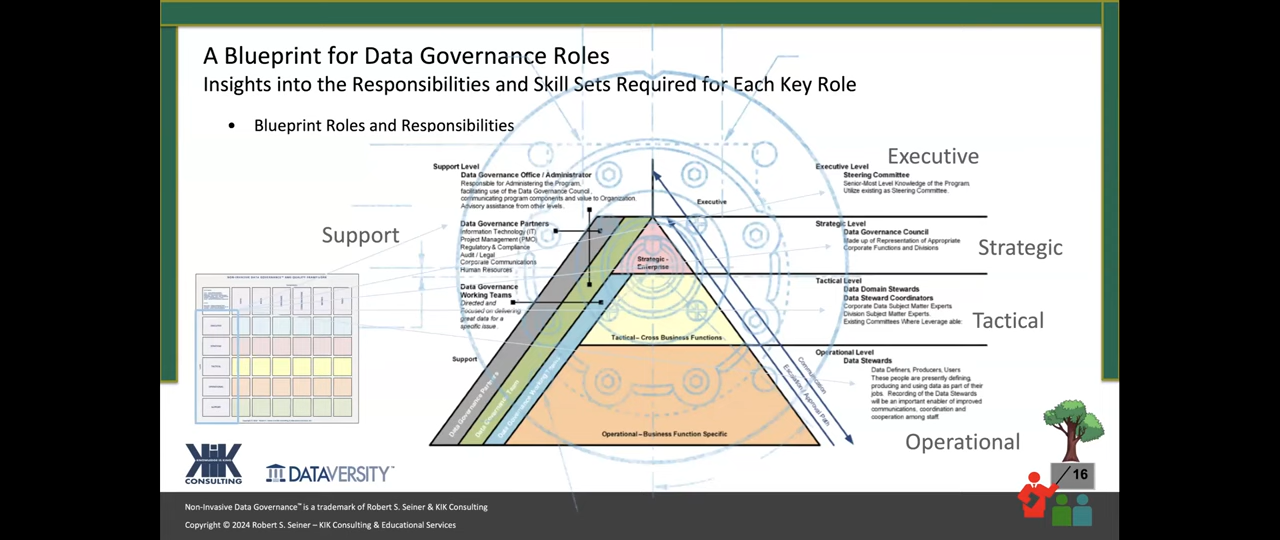 A Blueprint for Data Governance Roles
Insights into the Responsibilities and Skill Sets Required for Each Key Role
• Blueprint Roles and Responsibilities
Support
Support Level
Data Governance Office / Administrator
Responsible for Administering the Program,
facilitating use of the Data Governance Council,
communicating program components and value to Organization.
Advisory assistance from other levels.
Data Governance Partners
Information Technology (IT)
Project Management (PMO)
Regulatory & Compliance
Audit / Legal
Corporate Communications
Human Resources
Data Governance
Working Teams
Directed and
Focused on delivering
great data for a
specific issue.
Support
Executive
Strategic -
Enterprise
Tactical – Cross Business Functions
Operational – Business Function Specific
Data Governance Partners
Communication
Escalation / Approval Path
Executive
Executive Level
Steering Committee
Senior-Most Level Knowledge of the Program.
Utilize existing as Steering Committee.
Strategic Level
Data Governance Council
Made up of Representation of Appropriate
Corporate Functions and Divisions
Strategic
Tactical Level
Data Domain Stewards
Data Steward Coordinators
Corporate Data Subject Matter Experts
Division Subject Matter Experts.
Existing Committees Where Leverage able
Tactical
Operational Level
Data Stewards
Data Definers, Producers, Users
These people are presently defining,
producing and using data as part of their
jobs. Recording of the Data Stewards
will be an important enabler of improved
communications, coordination and
cooperation among staff
Operational
KIK
CONSULTING
DATAVERSITY™
16
Non-Invasive Data Governance™ is a trademark of Robert S. Seiner & KIK Consulting
Copyright © 2024 Robert S. Seiner – KIK Consulting & Educational Services